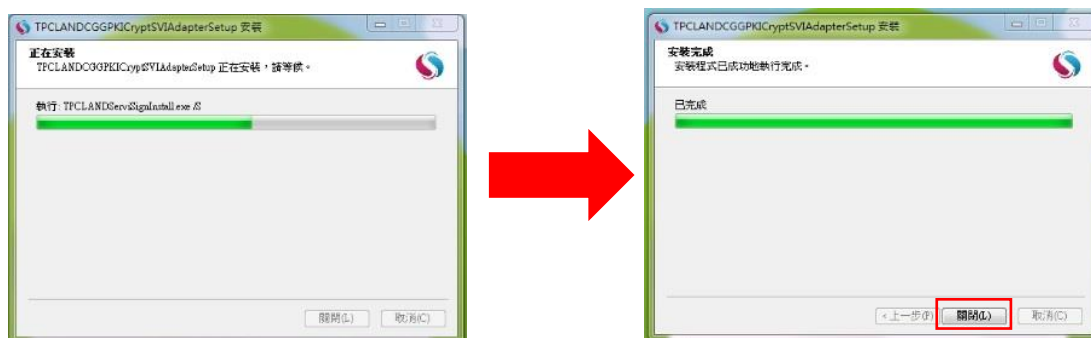 TPCLANDCGGPKICryptSVIAdapterSetup 安裝
正在安裝
TPCLANDCGGPKICryptSVIAdapterSetup 正在安裝，請等候。
執行: TPCLANDServiSignInstall.exe /S
關閉(L)
取消(C)
TPCLANDCGGPKICryptSVIAdapterSetup 安裝
安裝完成
安裝程式已成功地執行完成。
已完成
<上一步(P)
關閉(L)
取消(C)